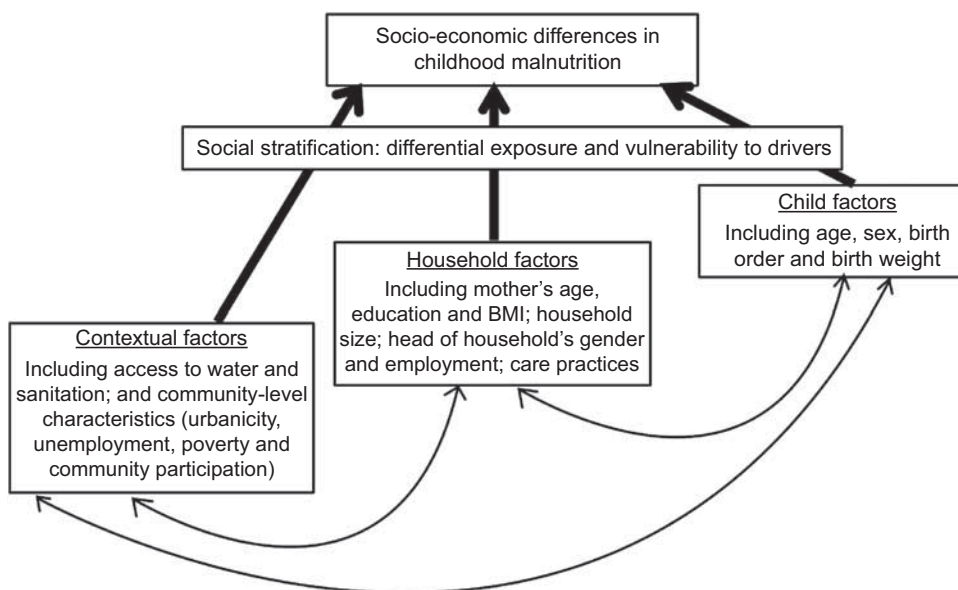 Socio-economic differences in
childhood malnutrition
Social stratification: differential exposure and vulnerability to drivers
Child factors
Including age, sex, birth
order and birth weight
Household factors
Including mother’s age,
education and BMI; household
size; head of household’s gender
and employment; care practices
Contextual factors
Including access to water and
sanitation; and community-level
characteristics (urbanicity,
unemployment, poverty and
community participation)